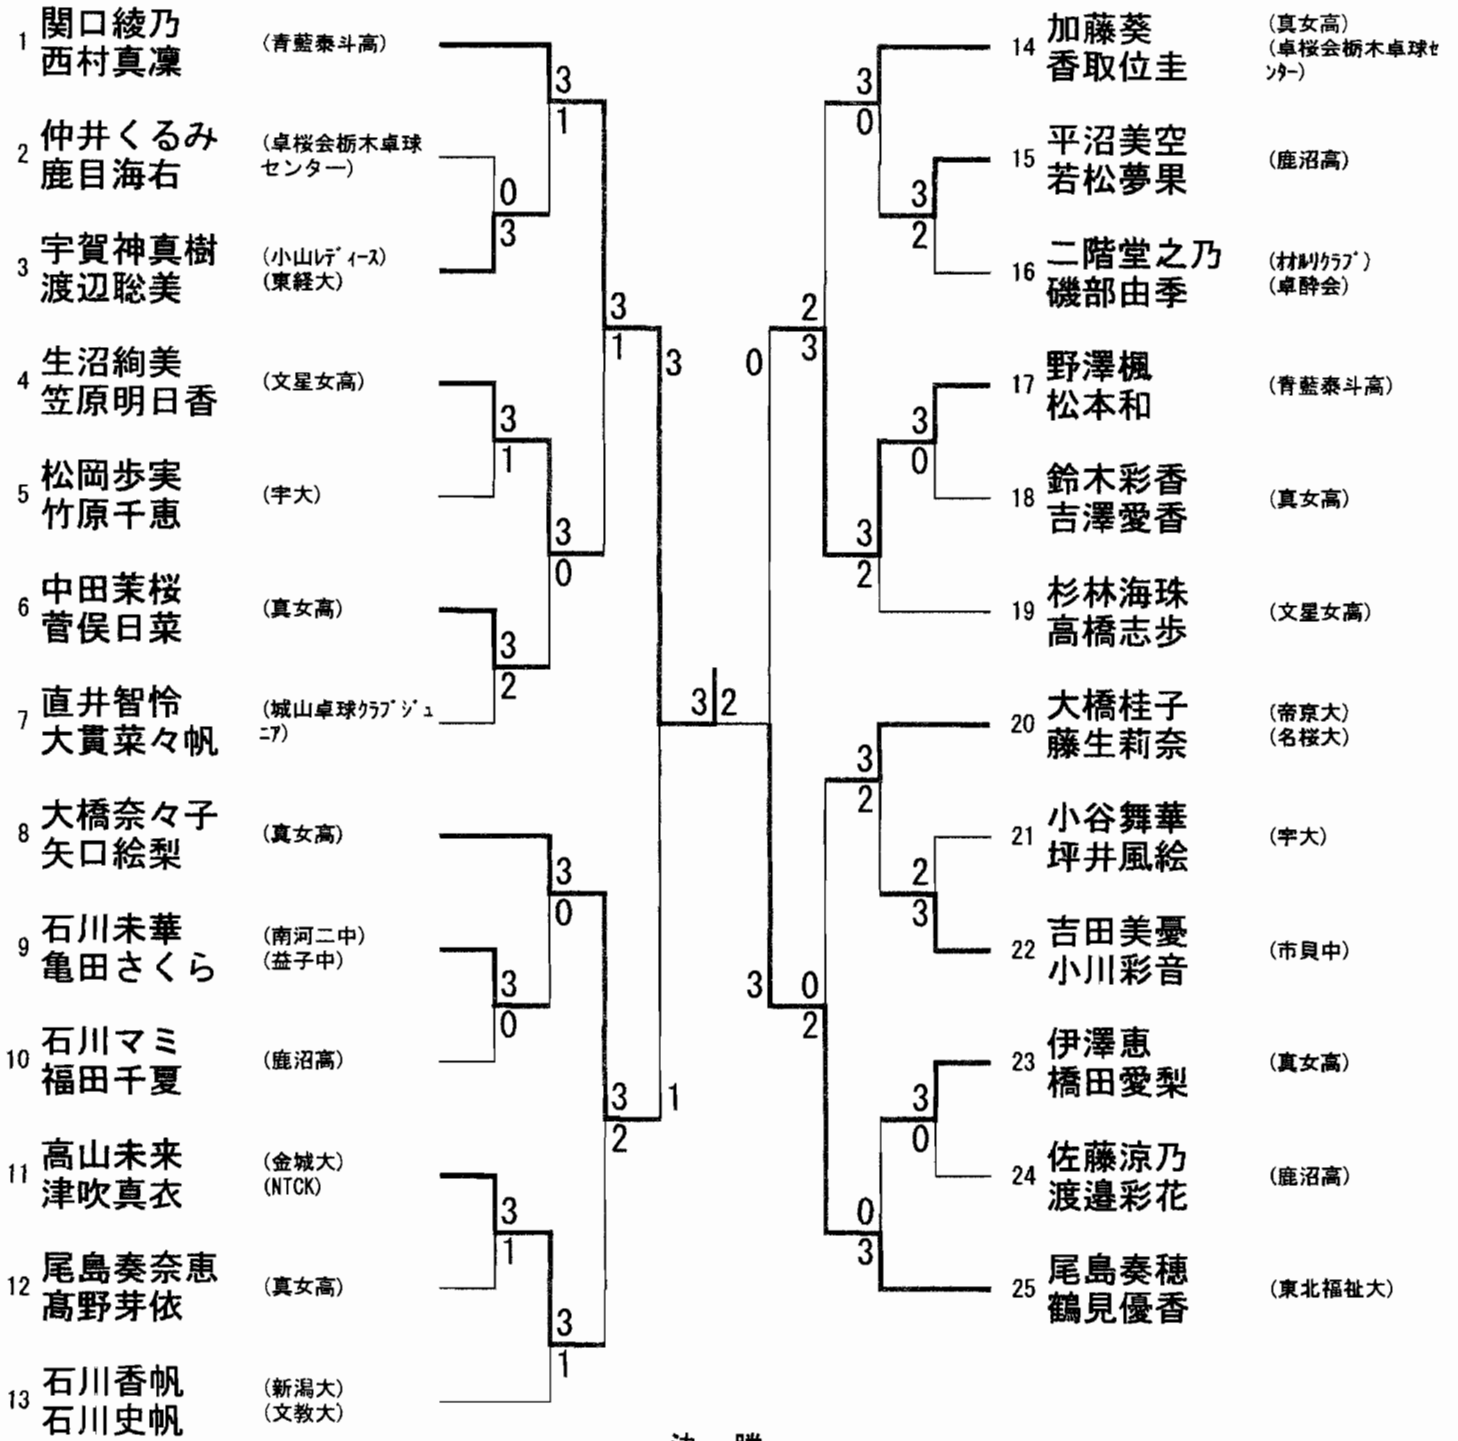 1 関口綾乃
西村真凜
(青藍泰斗高)
2 仲井くるみ
鹿目海右
(卓桜会栃木卓球
センター)
3 宇賀神真樹
渡辺聡美
(小山ﾚﾃﾞｨｰｽ)
(東経大)
4 生沼絢美
笠原明日香
(文星女高)
5 松岡歩実
竹原千恵
(宇大)
6 中田茉桜
菅俣日菜
(真女高)
7 直井智怜
大貫菜々帆
(城山卓球ｸﾗﾌﾞｼﾞｭ
ﾆｱ)
8 大橋奈々子
矢口絵梨
(真女高)
9 石川未華
亀田さくら
(南河二中)
(益子中)
10 石川マミ
福田千夏
(鹿沼高)
11 高山未来
津吹真衣
(金城大)
(NTCK)
12 尾島奏奈恵
髙野芽依
(真女高)
13 石川香帆
石川史帆
(新潟大)
(文教大)
3
1
0
3
3
1
3
1
3
0
3
2
3
3
0
3
0
3
2
1
3
1
3
1
3 2
14 加藤葵
香取位圭
(真女高)
(卓桜会栃木卓球ｾ
ﾝﾀｰ)
15 平沼美空
若松夢果
(鹿沼高)
16 二階堂之乃
磯部由季
(ｵｵﾙﾘｸﾗﾌﾞ)
(卓酔会)
17 野澤楓
松本和
(青藍泰斗高)
18 鈴木彩香
吉澤愛香
(真女高)
19 杉林海珠
高橋志歩
(文星女高)
20 大橋桂子
藤生莉奈
(帝京大)
(名桜大)
21 小谷舞華
坪井風絵
(宇大)
22 吉田美憂
小川彩音
(市貝中)
23 伊澤恵
橋田愛梨
(真女高)
24 佐藤涼乃
渡邉彩花
(鹿沼高)
25 尾島奏穂
鶴見優香
(東北福祉大)
3
0
3
2
2
3
0
3
0
3
2
3
2
2
3
3
0
2
3
0
0
3
決 勝